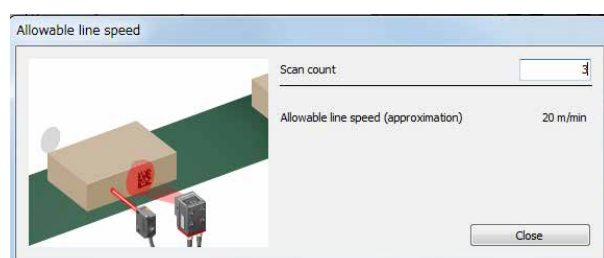 Allowable line speed
Scan count 3
Allowable line speed (approximation) 20 m/min
Close